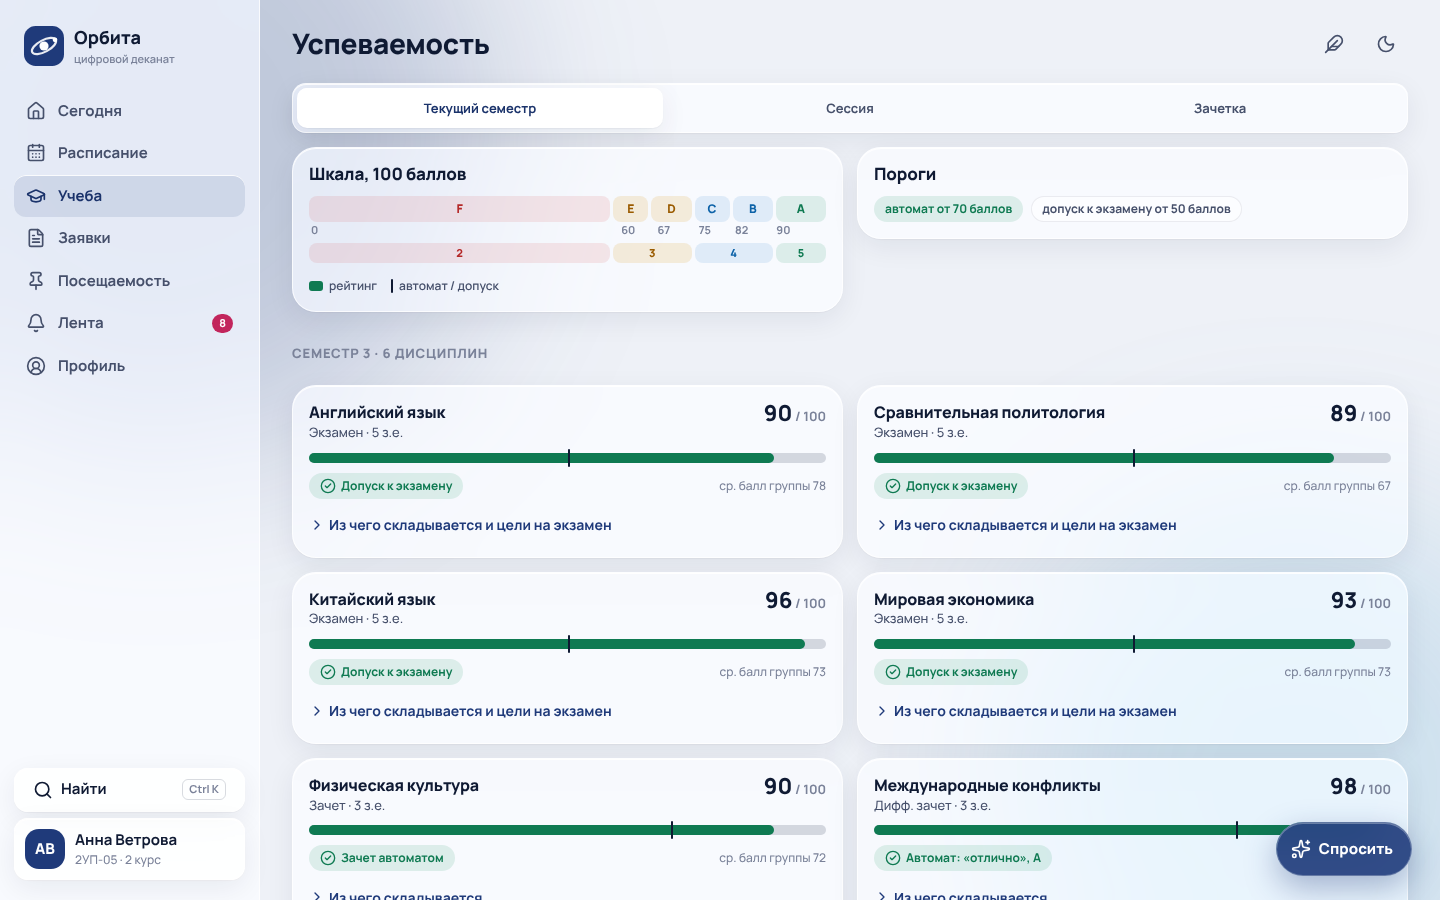 Орбита
цифровой деканат
Сегодня
Расписание
Учеба
Заявки
Посещаемость
Лента
8
Профиль
Найти
Ctrl K
АВ
Анна Ветрова
2УП-05 · 2 курс
Успеваемость
Текущий семестр
Сессия
Зачетка
Шкала, 100 баллов
F E D C B A
0 60 67 75 82 90
2 3 4 5
рейтинг
автомат / допуск
Пороги
автомат от 70 баллов
допуск к экзамену от 50 баллов
СЕМЕСТР 3 · 6 ДИСЦИПЛИН
Английский язык
90 / 100
Экзамен · 5 з.е.
Допуск к экзамену
ср. балл группы 78
Из чего складывается и цели на экзамен
Сравнительная политология
89 / 100
Экзамен · 5 з.е.
Допуск к экзамену
ср. балл группы 67
Из чего складывается и цели на экзамен
Китайский язык
96 / 100
Экзамен · 5 з.е.
Допуск к экзамену
ср. балл группы 73
Из чего складывается и цели на экзамен
Мировая экономика
93 / 100
Экзамен · 5 з.е.
Допуск к экзамену
ср. балл группы 73
Из чего складывается и цели на экзамен
Физическая культура
90 / 100
Зачет · 3 з.е.
Зачет автоматом
ср. балл группы 72
Из чего складывается
Международные конфликты
98 / 100
Дифф. зачет · 3 з.е.
Автомат: «отлично», A
Из чего складывается
Спросить